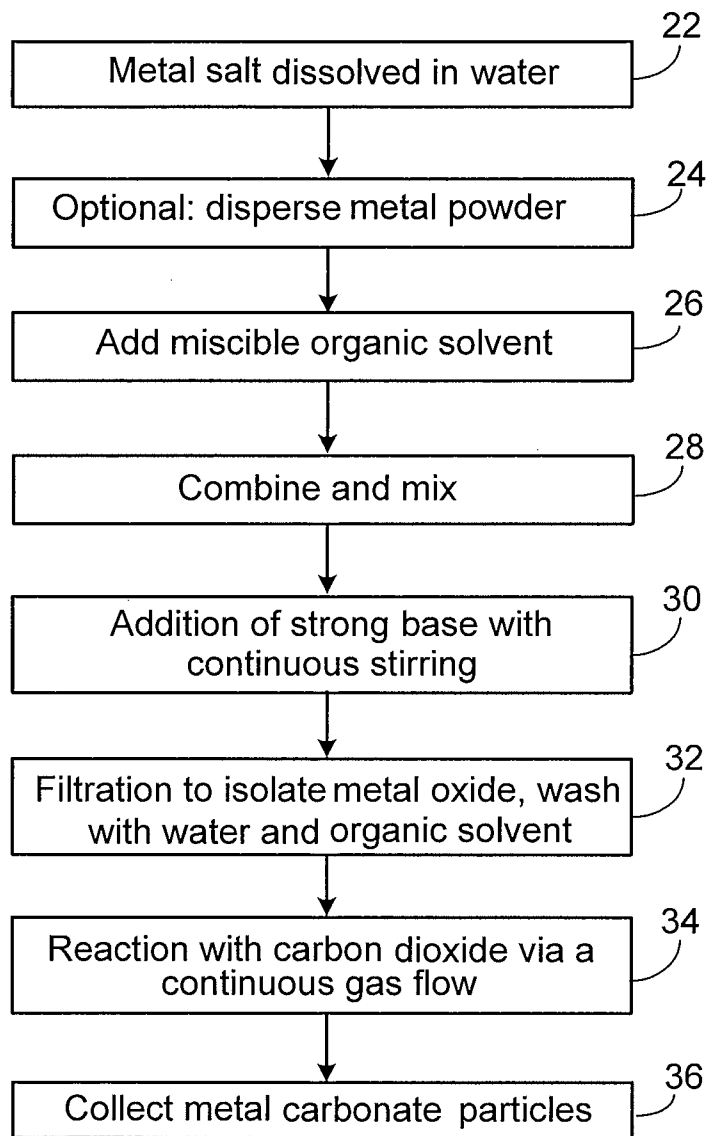 22
Metal salt dissolved in water
24
Optional: disperse metal powder
26
Add miscible organic solvent
28
Combine and mix
30
Addition of strong base with
continuous stirring
32
Filtration to isolate metal oxide, wash
with water and organic solvent
34
Reaction with carbon dioxide via a
continuous gas flow
36
Collect metal carbonate particles